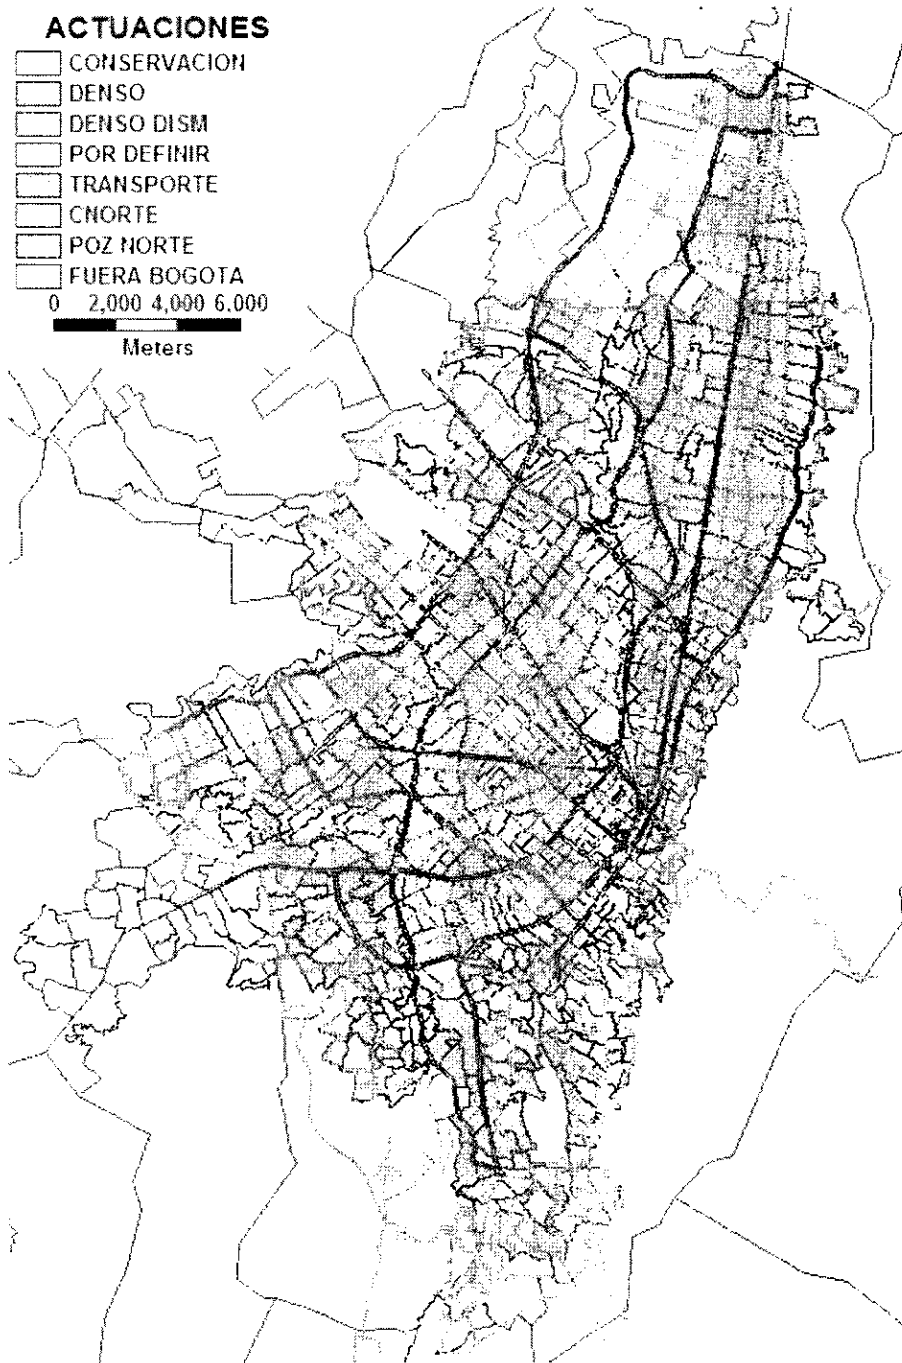 ACTUACIONES
CONSERVACION
DENSO
DENSO DISM
POR DEFINIR
TRANSPORTE
CNORTE
POZ NORTE
FUERA BOGOTA
0 2,000 4,000 6,000
Meters